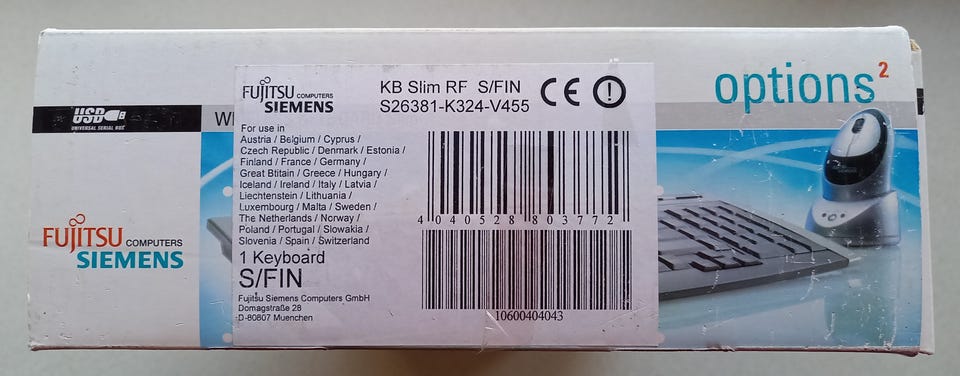 USB
UNIVERSAL SERIAL BUS
FUJITSU COMPUTERS
SIEMENS
FUJITSU COMPUTERS
SIEMENS
KB Slim RF S/FIN
S26381-K324-V455
CE
For use in
Austria / Belgium / Cyprus /
Czech Republic / Denmark / Estonia /
Finland / France / Germany /
Great Btitain / Greece / Hungary /
Iceland / Ireland / Italy / Latvia /
Liechtenstein / Lithuania /
Luxembourg / Malta / Sweden /
The Netherlands / Norway /
Poland / Portugal / Slovakia /
Slovenia / Spain / Switzerland
1 Keyboard
S/FIN
Fujitsu Siemens Computers GmbH
Domagstraße 28
D-80807 Muenchen
4 040528 803772
10600404043
options²
SIEMENS